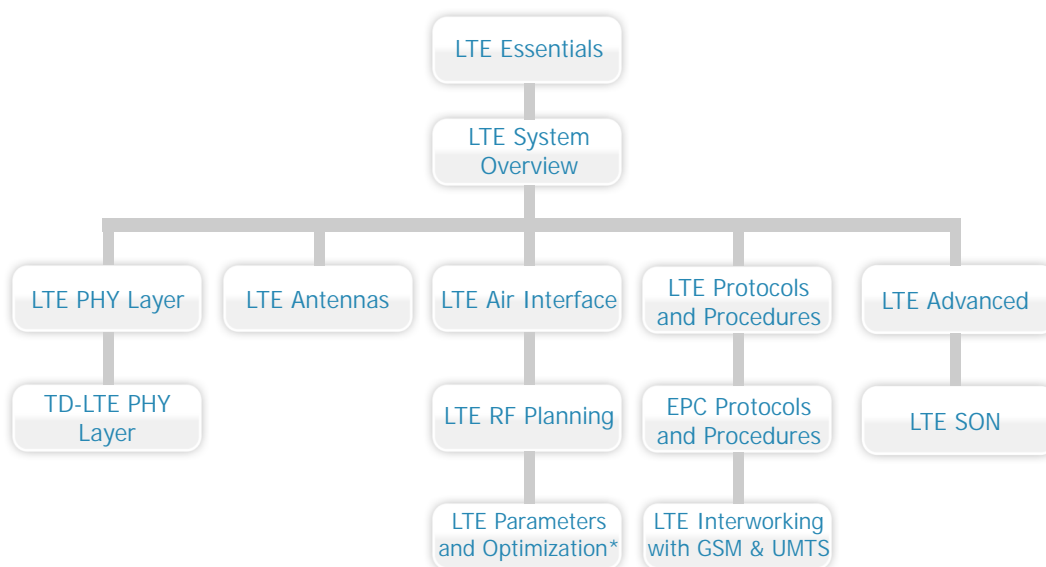 LTE Essentials
LTE System
Overview
LTE PHY Layer
LTE Antennas
LTE Air Interface
LTE Protocols
and Procedures
LTE Advanced
TD-LTE PHY
Layer
LTE RF Planning
EPC Protocols
and Procedures
LTE SON
LTE Parameters
and Optimization*
LTE Interworking
with GSM & UMTS